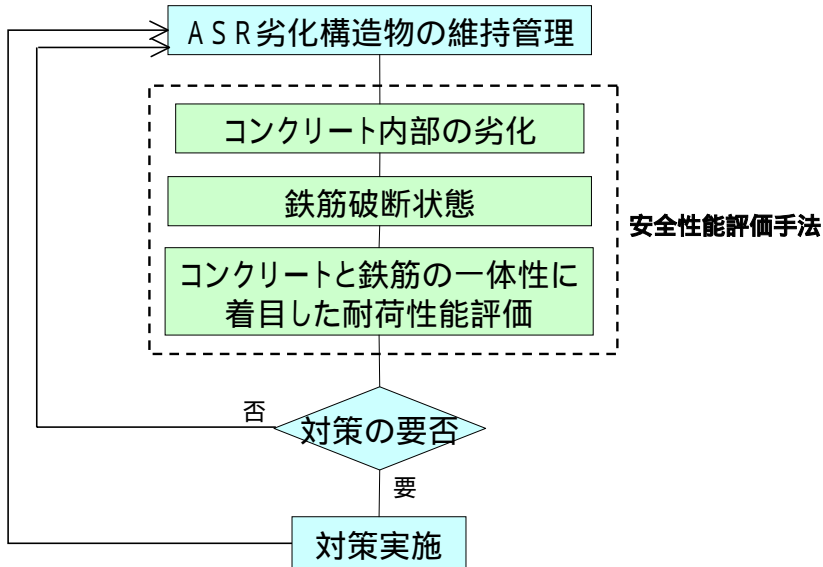 ASR劣化構造物の維持管理
コンクリート内部の劣化
鉄筋破断状態
安全性能評価手法
コンクリートと鉄筋の一体性に
着目した耐荷性能評価
否
対策の要否
要
対策実施